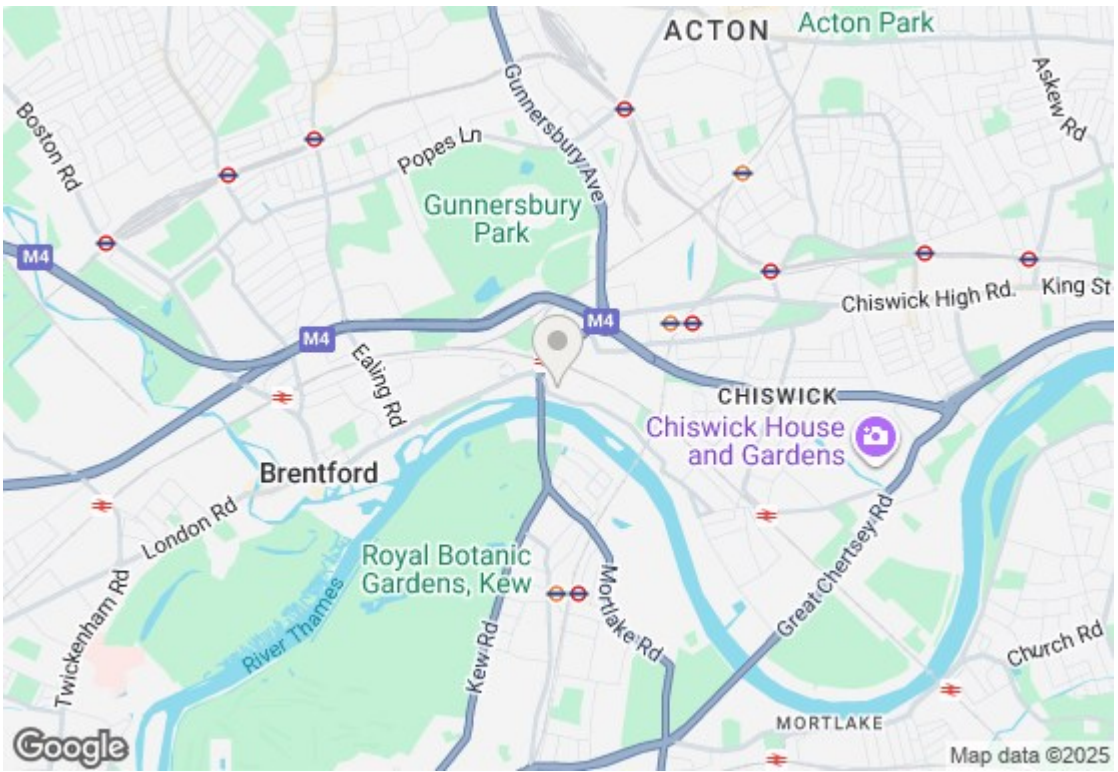 ACTON
Acton Park
Askew Rd
Boston Rd
Gunnersbury Ave
Popes Ln
Gunnersbury
Park
M4
Chiswick High Rd.
King St
M4
M4
Ealing Rd
CHISWICK
Chiswick House
and Gardens
Brentford
London Rd
Royal Botanic
Gardens, Kew
River Thames
Mortlake Rd
Great Chertsey Rd
Twickenham Rd
Kew Rd
Church Rd
MORTLAKE
Google
Map data ©2025